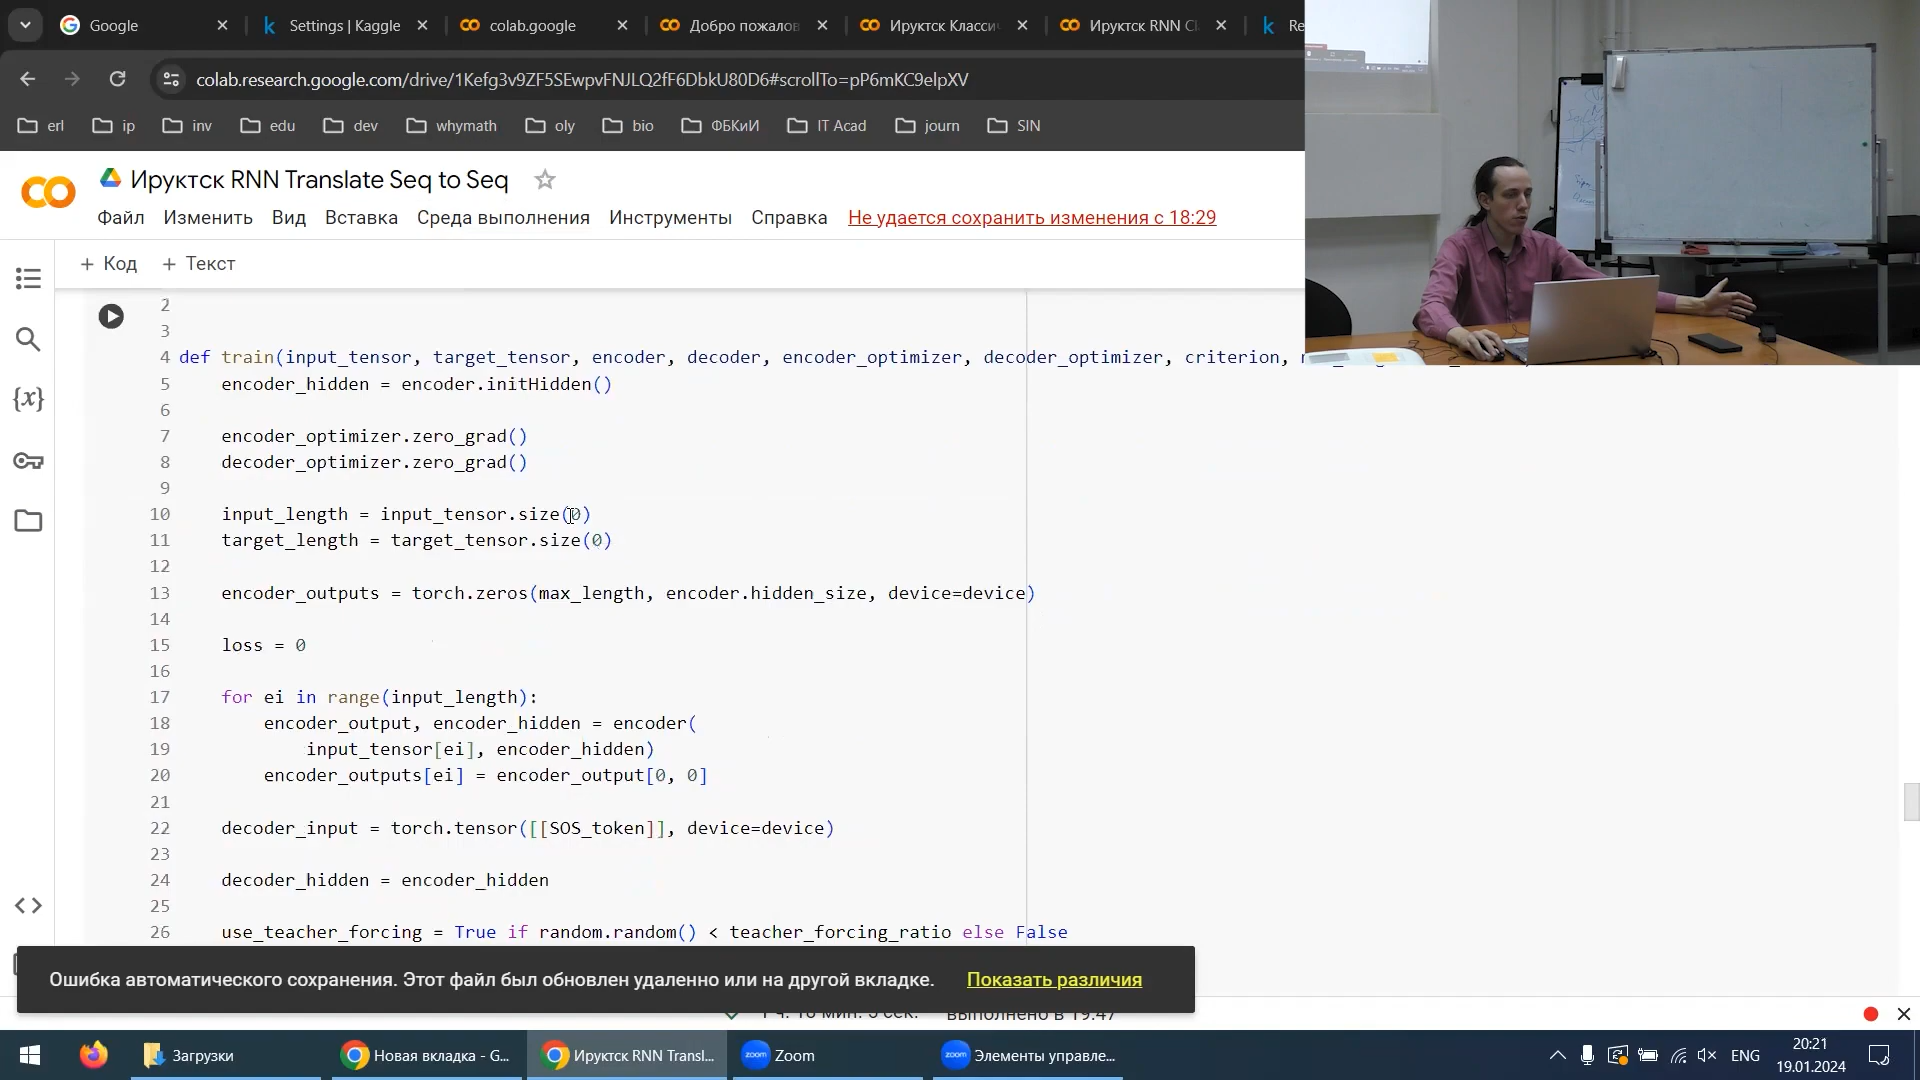 Google
Settings | Kaggle
colab.google
Добро пожалов
Ируктск Класси
Ируктск RNN Cl
Re
colab.research.google.com/drive/1Kefg3v9ZF5SEwpvFNJLQ2fF6DbkU80D6#scrollTo=pP6mKC9elpXV
erl
ip
inv
edu
dev
whymath
oly
bio
ФБКиИ
IT Acad
journ
SIN
Ируктск RNN Translate Seq to Seq
Файл Изменить Вид Вставка Среда выполнения Инструменты Справка Не удается сохранить изменения с 18:29
+ Код + Текст
2
3
4 def train(input_tensor, target_tensor, encoder, decoder, encoder_optimizer, decoder_optimizer, criterion,
5 encoder_hidden = encoder.initHidden()
6
7 encoder_optimizer.zero_grad()
8 decoder_optimizer.zero_grad()
9
10 input_length = input_tensor.size(0)
11 target_length = target_tensor.size(0)
12
13 encoder_outputs = torch.zeros(max_length, encoder.hidden_size, device=device)
14
15 loss = 0
16
17 for ei in range(input_length):
18 encoder_output, encoder_hidden = encoder(
19 input_tensor[ei], encoder_hidden)
20 encoder_outputs[ei] = encoder_output[0, 0]
21
22 decoder_input = torch.tensor([[SOS_token]], device=device)
23
24 decoder_hidden = encoder_hidden
25
26 use_teacher_forcing = True if random.random() < teacher_forcing_ratio else False
Ошибка автоматического сохранения. Этот файл был обновлен удаленно или на другой вкладке. Показать различия
выполнено в 19:47
Загрузки
Новая вкладка - G...
Ируктск RNN Transl...
Zoom
Элементы управле...
ENG
20:21
19.01.2024